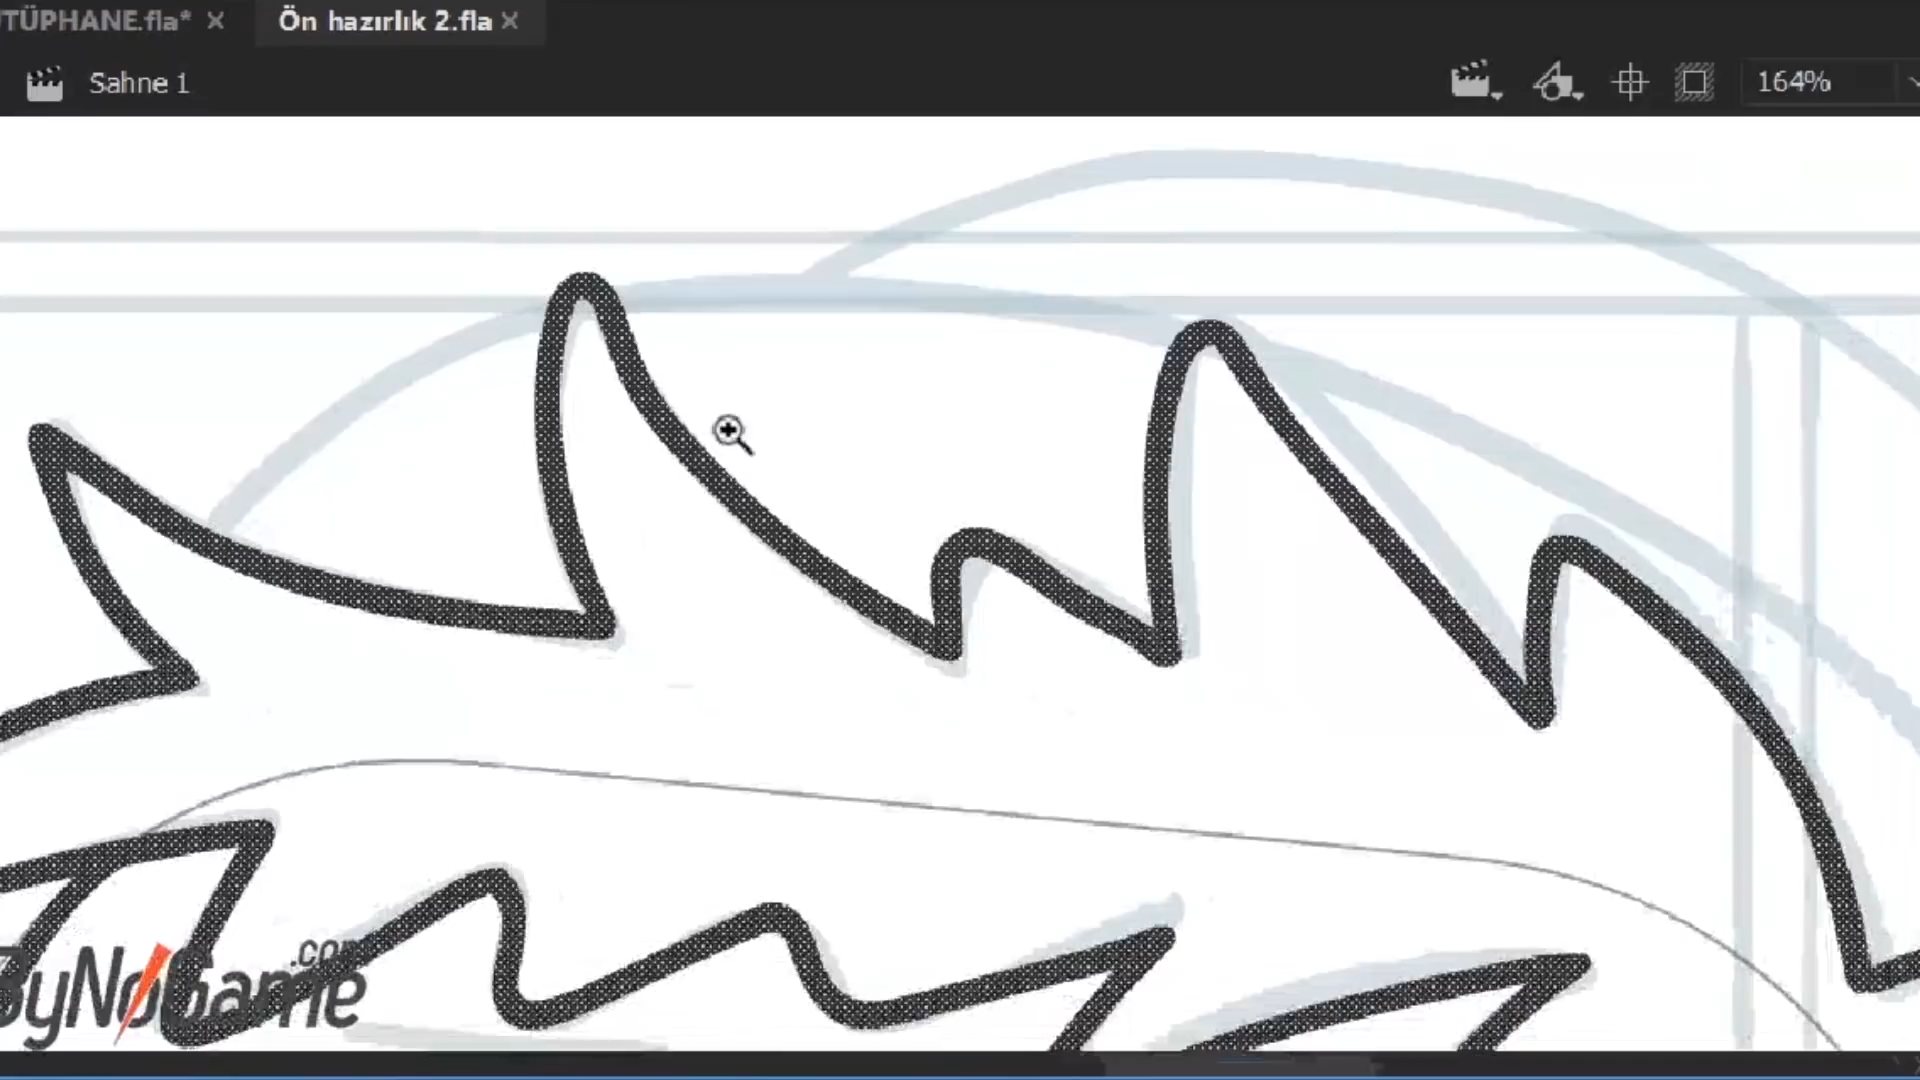 TÜPHANE.fla* ×
Ön hazırlık 2.fla ×
Sahne 1
164%
ByNoGame
.com